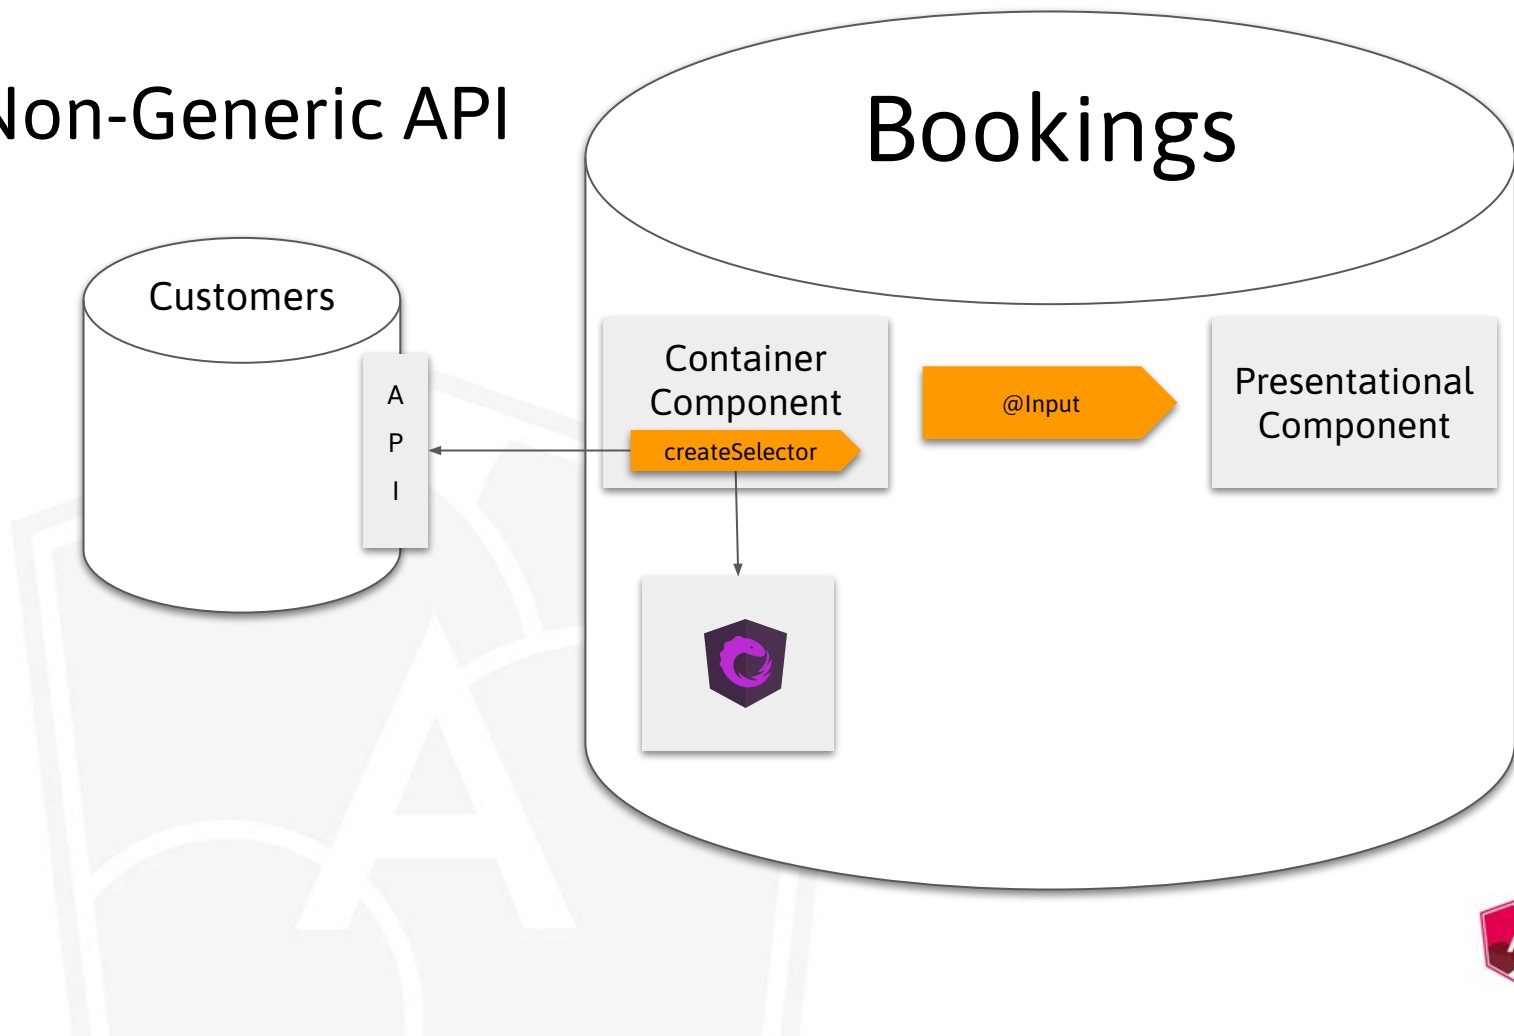 Non-Generic API
Bookings
Customers
A
P
I
Container
Component
createSelector
@Input
Presentational
Component